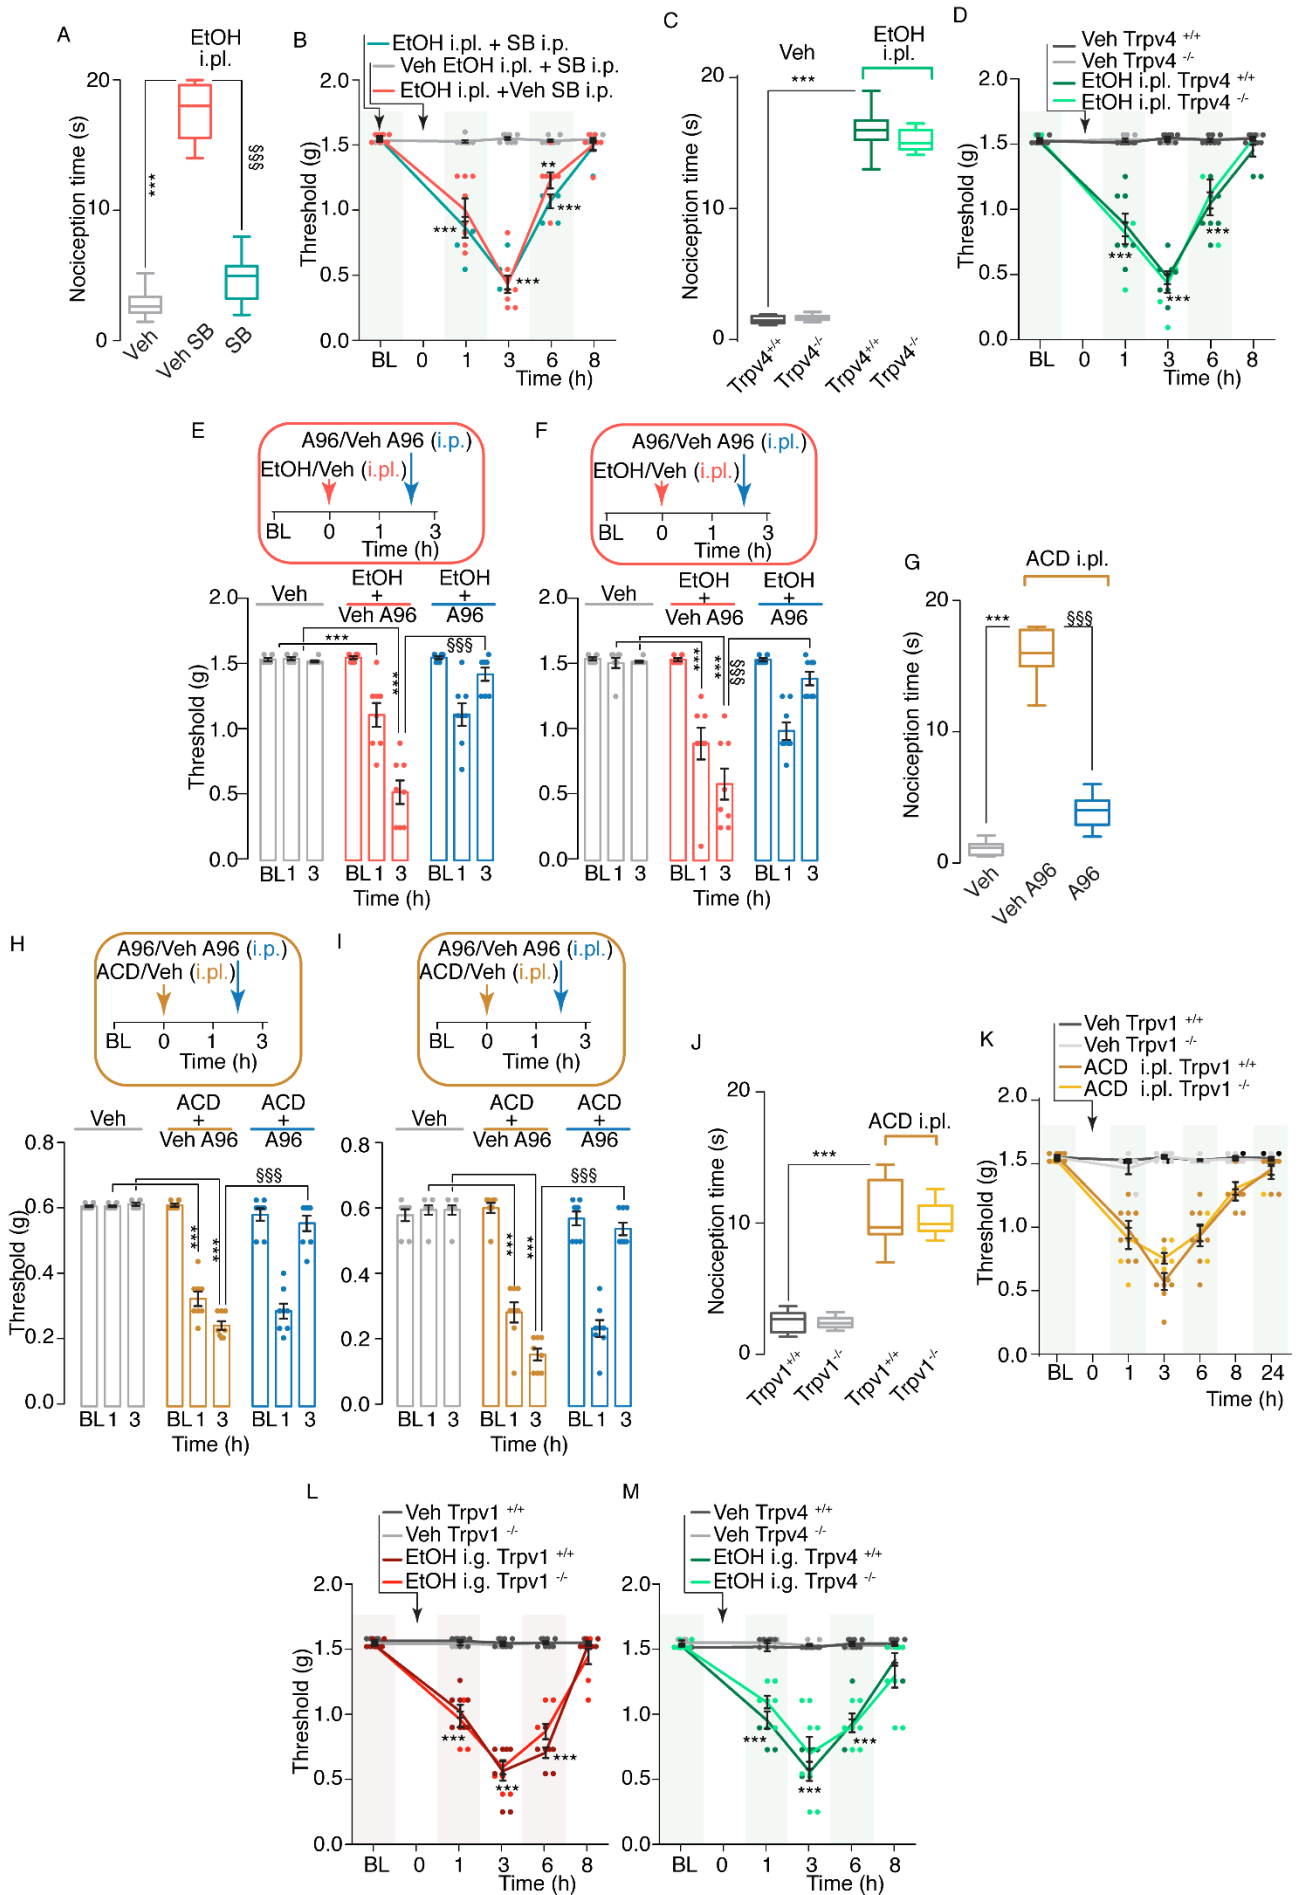 A
EtOH
i.pl.
Nociception time (s)
20
10
0
***
§§§
Veh
Veh SB
SB
B
EtOH i.pl. + SB i.p.
Veh EtOH i.pl. + SB i.p.
EtOH i.pl. +Veh SB i.p.
Threshold (g)
2.0
1.5
1.0
0.5
0.0
***
***
**
***
BL 0 1 3 6 8
Time (h)
C
Veh
EtOH
i.pl.
Nociception time (s)
20
10
0
***
Trpv4+/+
Trpv4-/-
Trpv4+/+
Trpv4-/-
D
Veh Trpv4 +/+
Veh Trpv4 -/-
EtOH i.pl. Trpv4 +/+
EtOH i.pl. Trpv4 -/-
Threshold (g)
2.0
1.5
1.0
0.5
0.0
***
***
***
BL 0 1 3 6 8
Time (h)
E
A96/Veh A96 (i.p.)
EtOH/Veh (i.pl.)
BL 0 1 3
Time (h)
Veh
EtOH
+
Veh A96
EtOH
+
A96
Threshold (g)
2.0
1.5
1.0
0.5
0.0
***
***
§§§
BL 1 3 BL 1 3 BL 1 3
Time (h)
F
A96/Veh A96 (i.pl.)
EtOH/Veh (i.pl.)
BL 0 1 3
Time (h)
Veh
EtOH
+
Veh A96
EtOH
+
A96
Threshold (g)
2.0
1.5
1.0
0.5
0.0
***
***
§§§
BL 1 3 BL 1 3 BL 1 3
Time (h)
G
ACD i.pl.
Nociception time (s)
20
10
0
***
§§§
Veh
Veh A96
A96
H
A96/Veh A96 (i.p.)
ACD/Veh (i.pl.)
BL 0 1 3
Time (h)
Veh
ACD
+
Veh A96
ACD
+
A96
Threshold (g)
0.8
0.6
0.4
0.2
0.0
***
***
§§§
BL 1 3 BL 1 3 BL 1 3
Time (h)
I
A96/Veh A96 (i.pl.)
ACD/Veh (i.pl.)
BL 0 1 3
Time (h)
Veh
ACD
+
Veh A96
ACD
+
A96
Threshold (g)
0.8
0.6
0.4
0.2
0.0
***
***
§§§
BL 1 3 BL 1 3 BL 1 3
Time (h)
J
ACD i.pl.
Nociception time (s)
20
10
0
***
Trpv1+/+
Trpv1-/-
Trpv1+/+
Trpv1-/-
K
Veh Trpv1 +/+
Veh Trpv1 -/-
ACD i.pl. Trpv1 +/+
ACD i.pl. Trpv1 -/-
Threshold (g)
2.0
1.5
1.0
0.5
0.0
BL 0 1 3 6 8 24
Time (h)
L
Veh Trpv1 +/+
Veh Trpv1 -/-
EtOH i.g. Trpv1 +/+
EtOH i.g. Trpv1 -/-
Threshold (g)
2.0
1.5
1.0
0.5
0.0
***
***
***
BL 0 1 3 6 8
Time (h)
M
Veh Trpv4 +/+
Veh Trpv4 -/-
EtOH i.g. Trpv4 +/+
EtOH i.g. Trpv4 -/-
Threshold (g)
2.0
1.5
1.0
0.5
0.0
***
***
***
BL 0 1 3 6 8
Time (h)